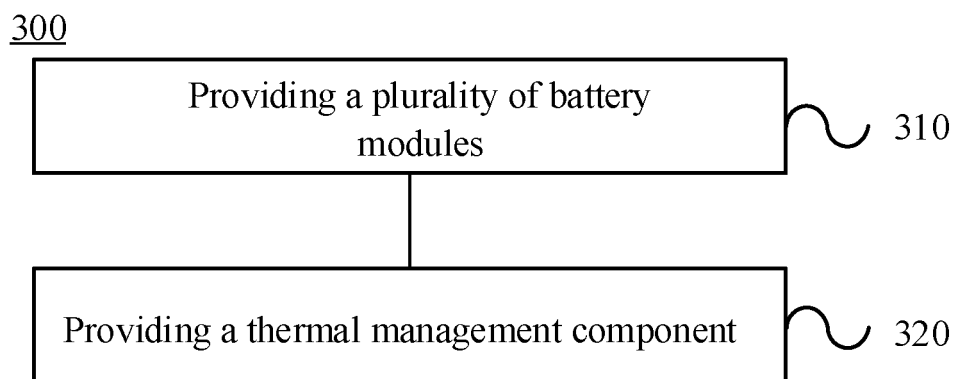 300
Providing a plurality of battery
modules
310
Providing a thermal management component
320